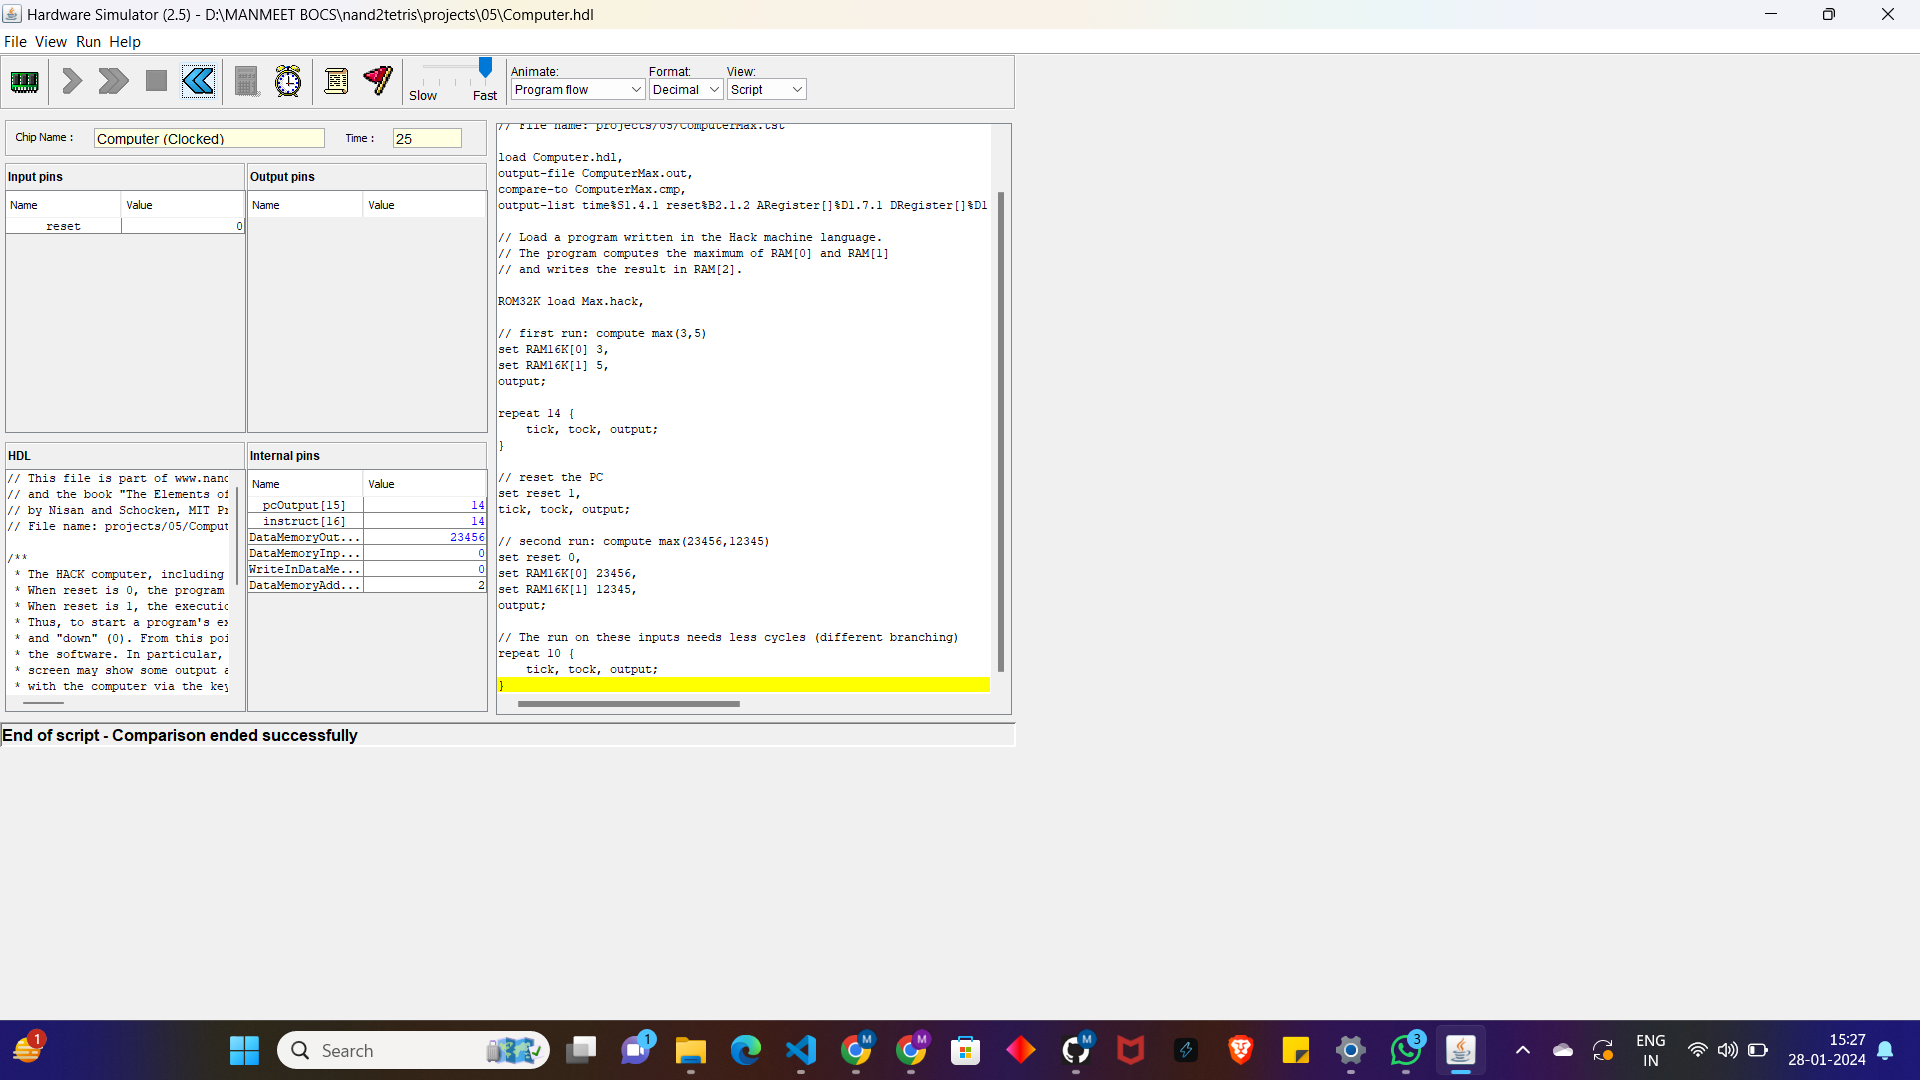 Hardware Simulator (2.5) - D:\MANMEET BOCS\nand2tetris\projects\05\Computer.hdl
File View Run Help
Slow Fast
Animate: Format: View:
Program flow Decimal Script
Chip Name : Computer (Clocked) Time : 25
Input pins
Name Value
reset 0
Output pins
Name Value
HDL
// This file is part of www.nand
// and the book "The Elements of
// by Nisan and Schocken, MIT Pr
// File name: projects/05/Comput
/**
* The HACK computer, including
* When reset is 0, the program
* When reset is 1, the executio
* Thus, to start a program's ex
* and "down" (0). From this poi
* the software. In particular,
* screen may show some output a
* with the computer via the key
Internal pins
Name Value
pcOutput[15] 14
instruct[16] 14
DataMemoryOut... 23456
DataMemoryInp... 0
WriteInDataMe... 0
DataMemoryAdd... 2
// File name: projects/05/ComputerMax.tst
load Computer.hdl,
output-file ComputerMax.out,
compare-to ComputerMax.cmp,
output-list time%S1.4.1 reset%B2.1.2 ARegister[]%D1.7.1 DRegister[]%D1
// Load a program written in the Hack machine language.
// The program computes the maximum of RAM[0] and RAM[1]
// and writes the result in RAM[2].
ROM32K load Max.hack,
// first run: compute max(3,5)
set RAM16K[0] 3,
set RAM16K[1] 5,
output;
repeat 14 {
tick, tock, output;
}
// reset the PC
set reset 1,
tick, tock, output;
// second run: compute max(23456,12345)
set reset 0,
set RAM16K[0] 23456,
set RAM16K[1] 12345,
output;
// The run on these inputs needs less cycles (different branching)
repeat 10 {
tick, tock, output;
}
End of script - Comparison ended successfully
1
Search
1
M
M
M
3
ENG
IN
15:27
28-01-2024